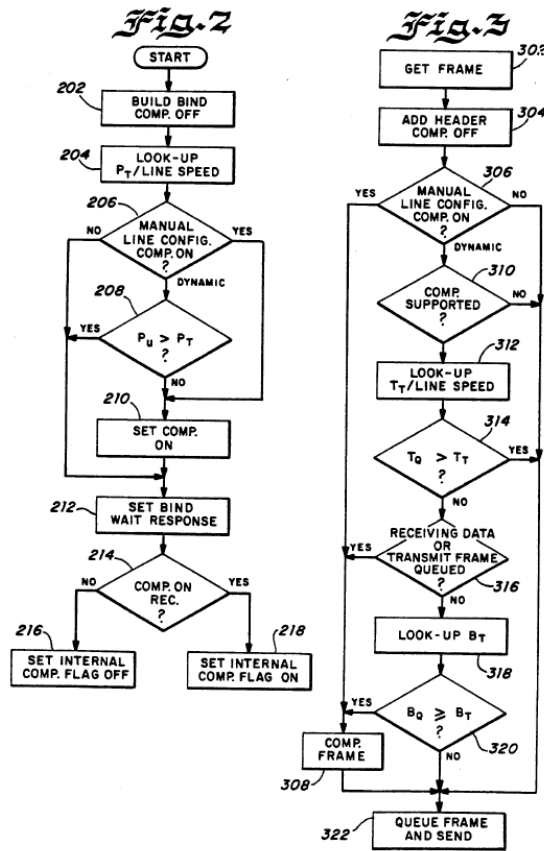 Fig. 2
START
202
BUILD BIND
COMP. OFF
204
LOOK-UP
PT/LINE SPEED
206
MANUAL
LINE CONFIG.
COMP. ON
?
NO
YES
DYNAMIC
208
PU > PT
?
YES
NO
210
SET COMP.
ON
212
SET BIND
WAIT RESPONSE
214
COMP. ON
REC.
?
NO
YES
216
SET INTERNAL
COMP. FLAG OFF
218
SET INTERNAL
COMP. FLAG ON
Fig. 3
302
GET FRAME
304
ADD HEADER
COMP. OFF
306
MANUAL
LINE CONFIG.
COMP. ON
?
YES
NO
DYNAMIC
310
COMP.
SUPPORTED
?
NO
YES
312
LOOK-UP
TT/LINE SPEED
314
TQ > TT
?
YES
NO
RECEIVING DATA
OR
TRANSMIT FRAME
QUEUED
?
YES
316
NO
LOOK-UP BT
318
BQ ≥ BT
?
YES
320
NO
COMP.
FRAME
308
322
QUEUE FRAME
AND SEND